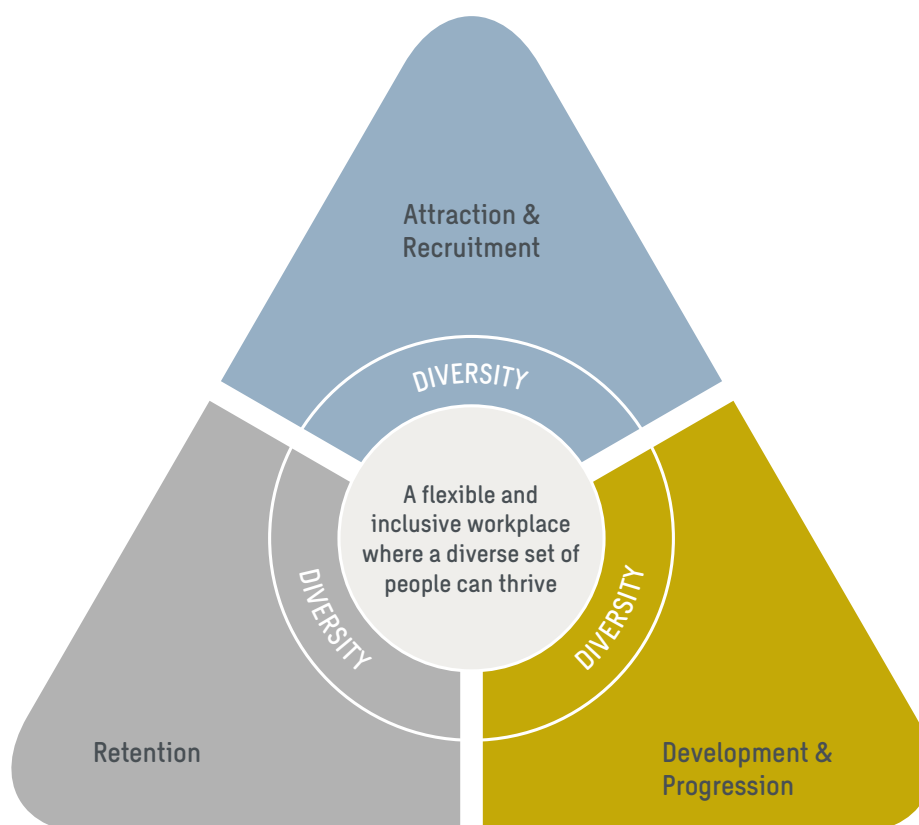 Attraction &
Recruitment
DIVERSITY
A flexible and
inclusive workplace
where a diverse set of
people can thrive
DIVERSITY
DIVERSITY
Retention
Development &
Progression